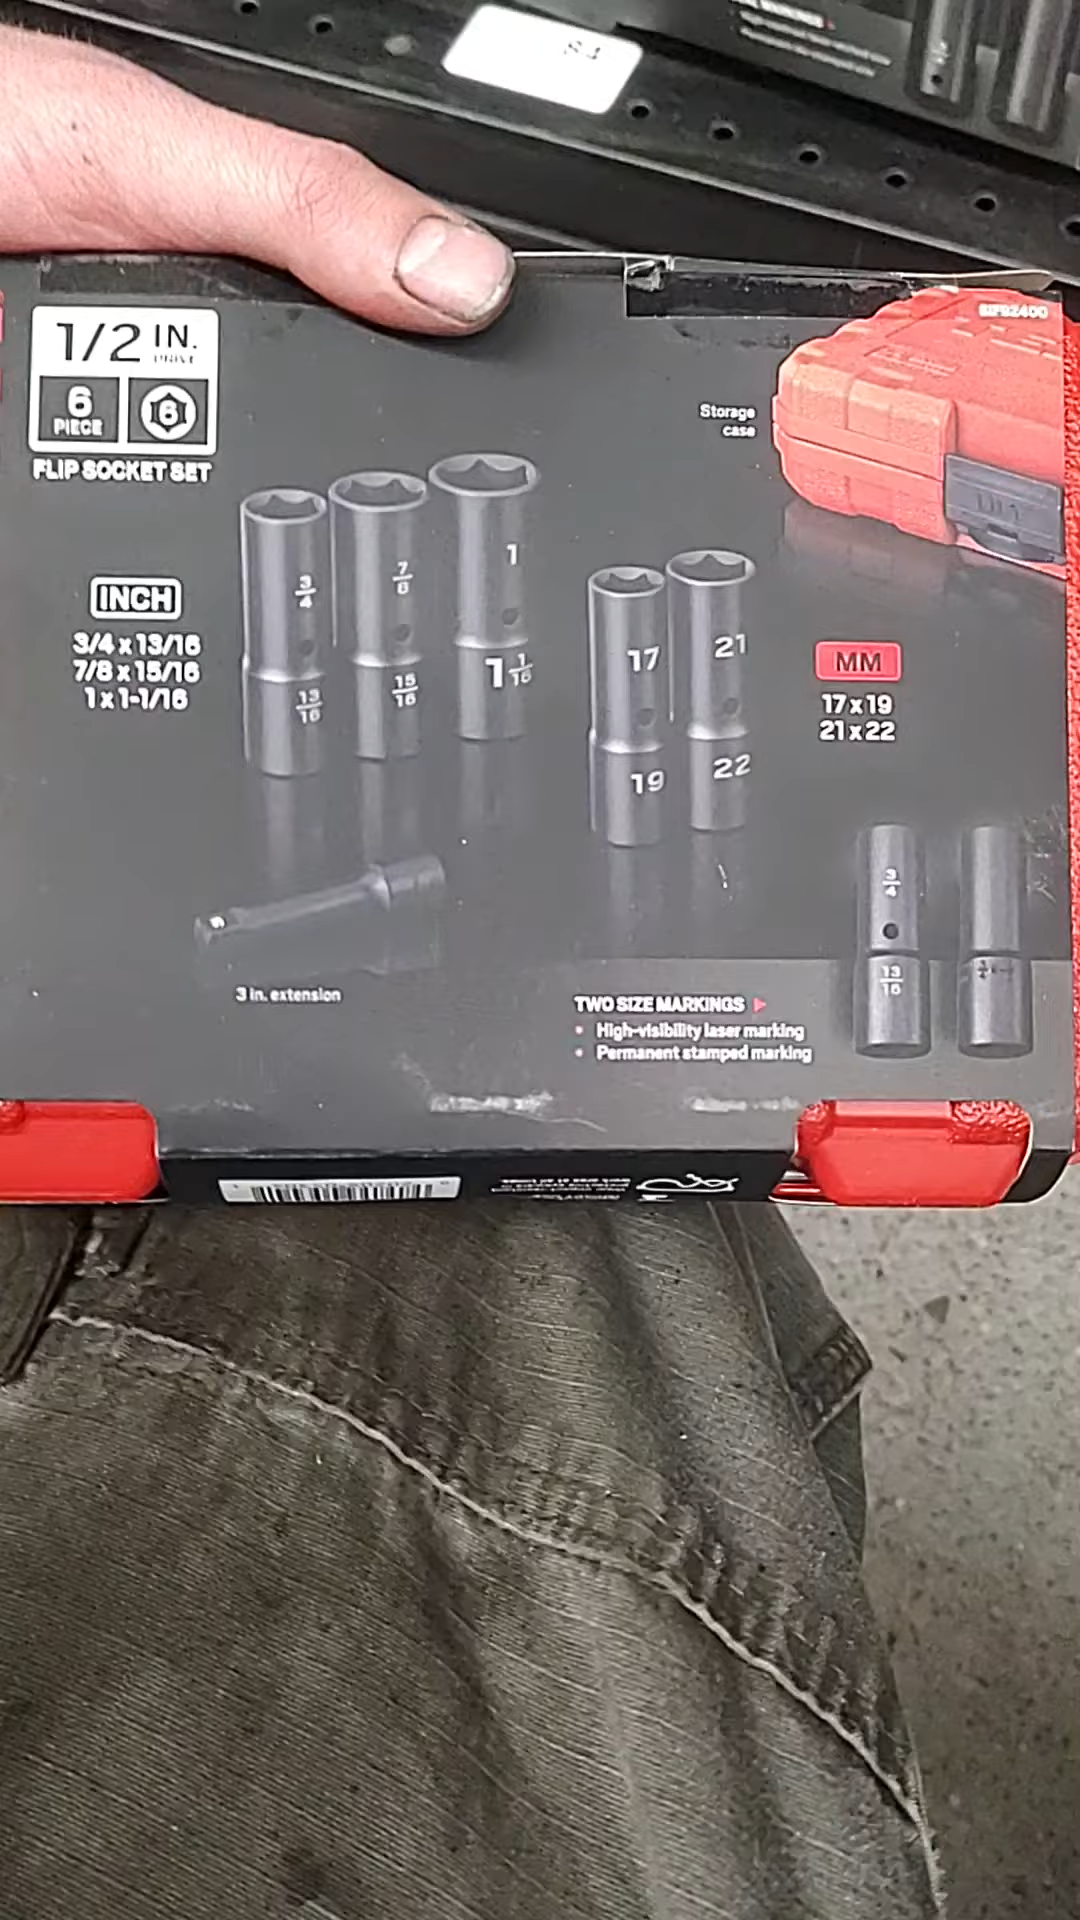 84
1/2 IN.
DRIVE
6
PIECE
6
FLIP SOCKET SET
Storage
case
INCH
3/4 x 13/16
7/8 x 15/16
1 x 1-1/16
3/4
7/8
1
13/16
15/16
1 1/16
17
21
19
22
MM
17 x 19
21 x 22
3/4
13/16
3 in. extension
TWO SIZE MARKINGS
• High-visibility laser marking
• Permanent stamped marking